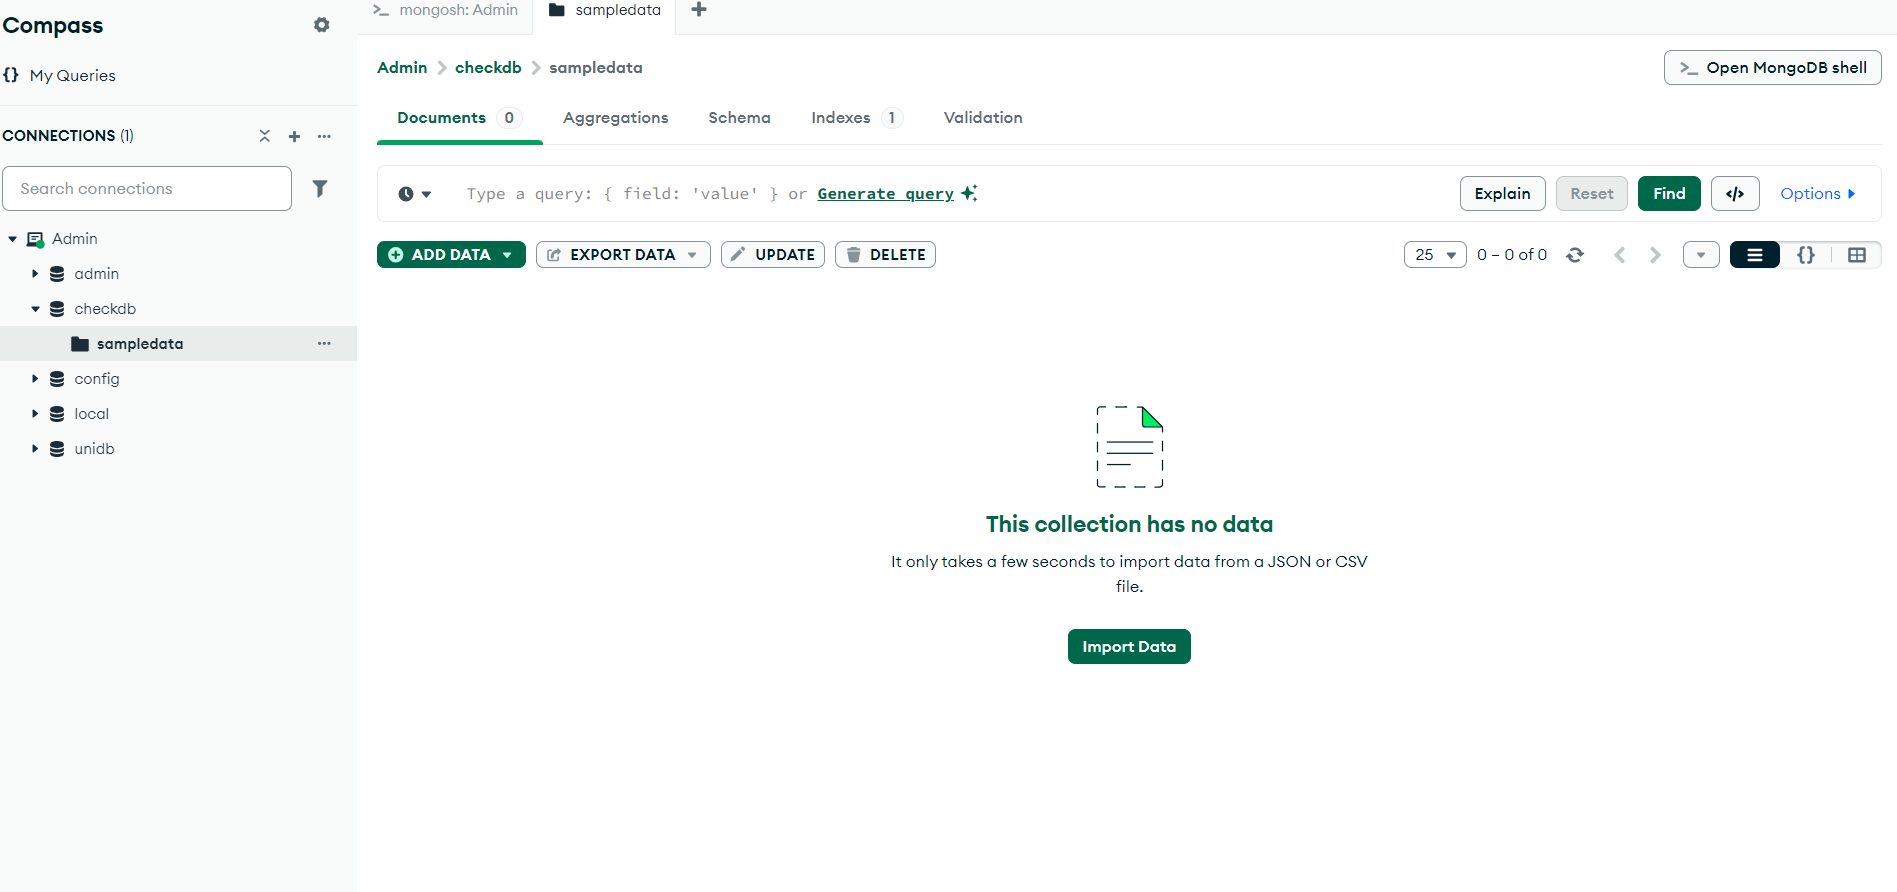 Compass
My Queries
CONNECTIONS (1)
Search connections
Admin
admin
checkdb
sampledata
config
local
unidb
mongosh: Admin
sampledata
Admin > checkdb > sampledata
Open MongoDB shell
Documents 0 Aggregations Schema Indexes 1 Validation
Type a query: { field: 'value' } or Generate query
Explain Reset Find </> Options
ADD DATA EXPORT DATA UPDATE DELETE
25 0 – 0 of 0 {}
This collection has no data
It only takes a few seconds to import data from a JSON or CSV
file.
Import Data